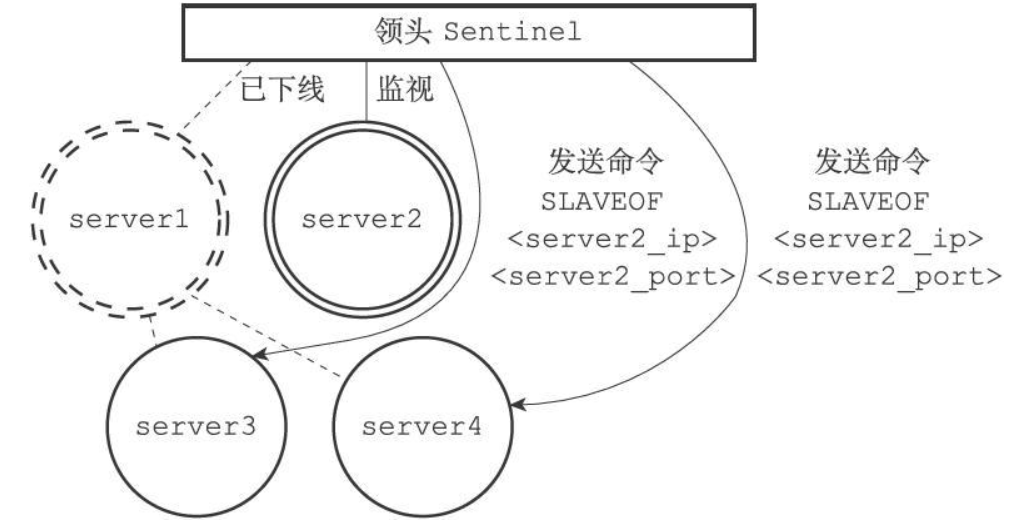 领头 Sentinel
已下线
监视
server1
server2
发送命令
SLAVEOF
<server2_ip>
<server2_port>
发送命令
SLAVEOF
<server2_ip>
<server2_port>
server3
server4